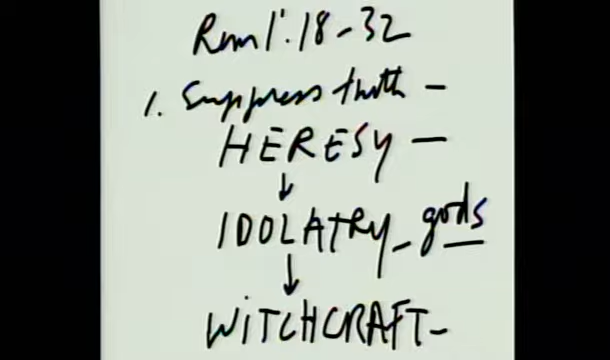 Rom 1:18-32
1. Suppress truth -
HERESY -
IDOLATRY - gods
WITCHCRAFT -